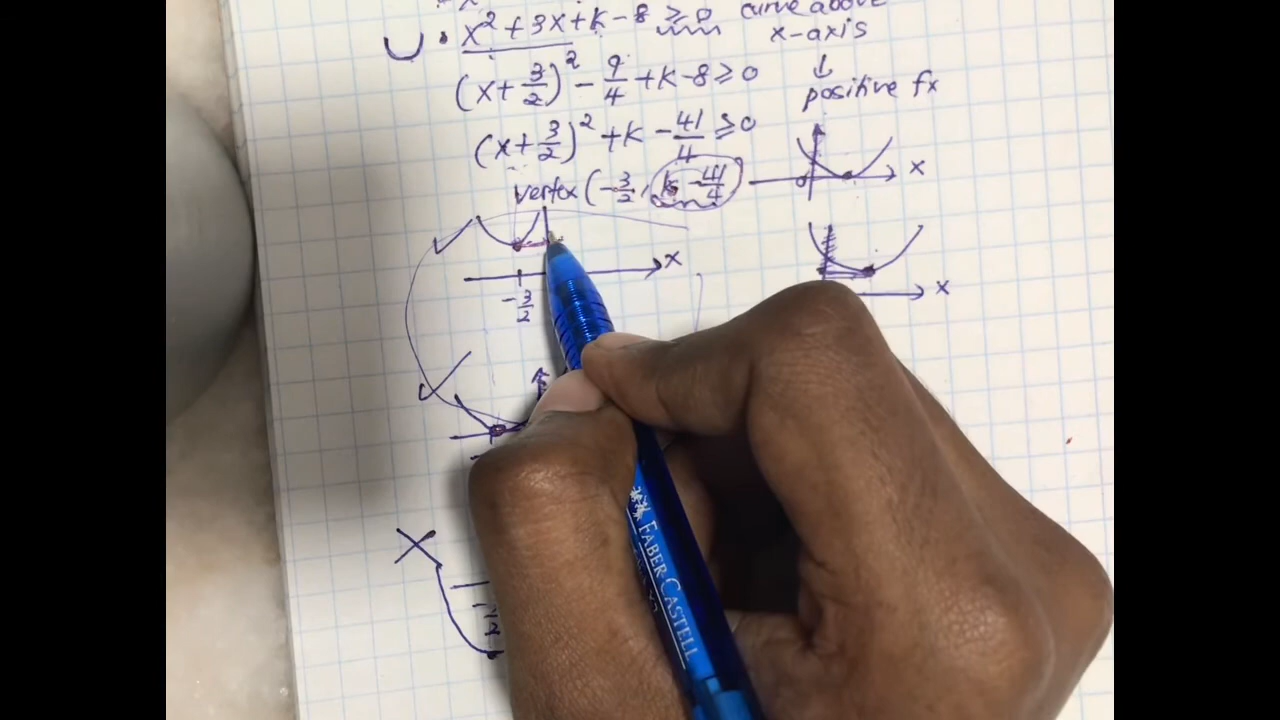 x² + 3x + k - 8 ≥ 0 curve above
x-axis
(x + 3/2)² - 9/4 + k - 8 ≥ 0 ↓
positive fx
(x + 3/2)² + k - 41/4 ≥ 0
vertex (-3/2, k - 41/4)
x
x
x
-3/2
FABER-CASTELL